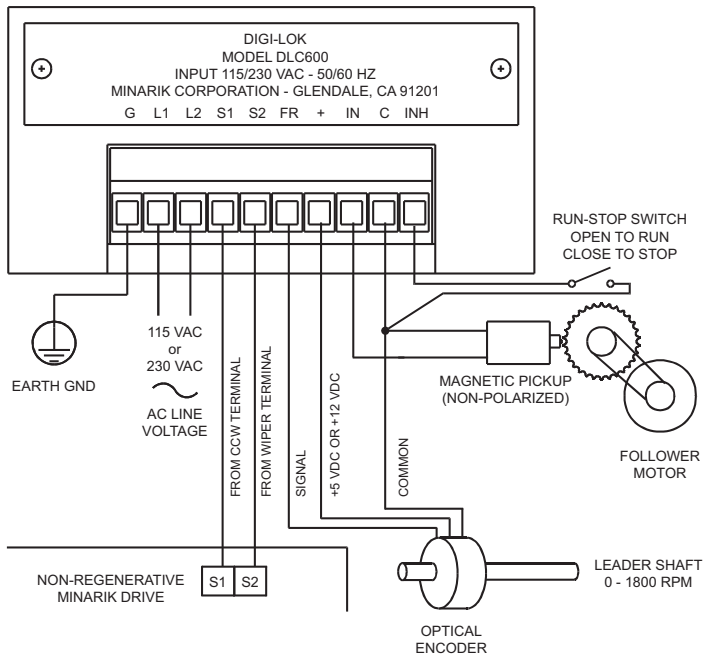 DIGI-LOK
MODEL DLC600
INPUT 115/230 VAC - 50/60 HZ
MINARIK CORPORATION - GLENDALE, CA 91201
G L1 L2 S1 S2 FR + IN C INH
RUN-STOP SWITCH
OPEN TO RUN
CLOSE TO STOP
EARTH GND
115 VAC
or
230 VAC
AC LINE
VOLTAGE
FROM CCW TERMINAL
FROM WIPER TERMINAL
SIGNAL
+5 VDC OR +12 VDC
COMMON
MAGNETIC PICKUP
(NON-POLARIZED)
FOLLOWER
MOTOR
NON-REGENERATIVE
MINARIK DRIVE
S1 S2
LEADER SHAFT
0 - 1800 RPM
OPTICAL
ENCODER